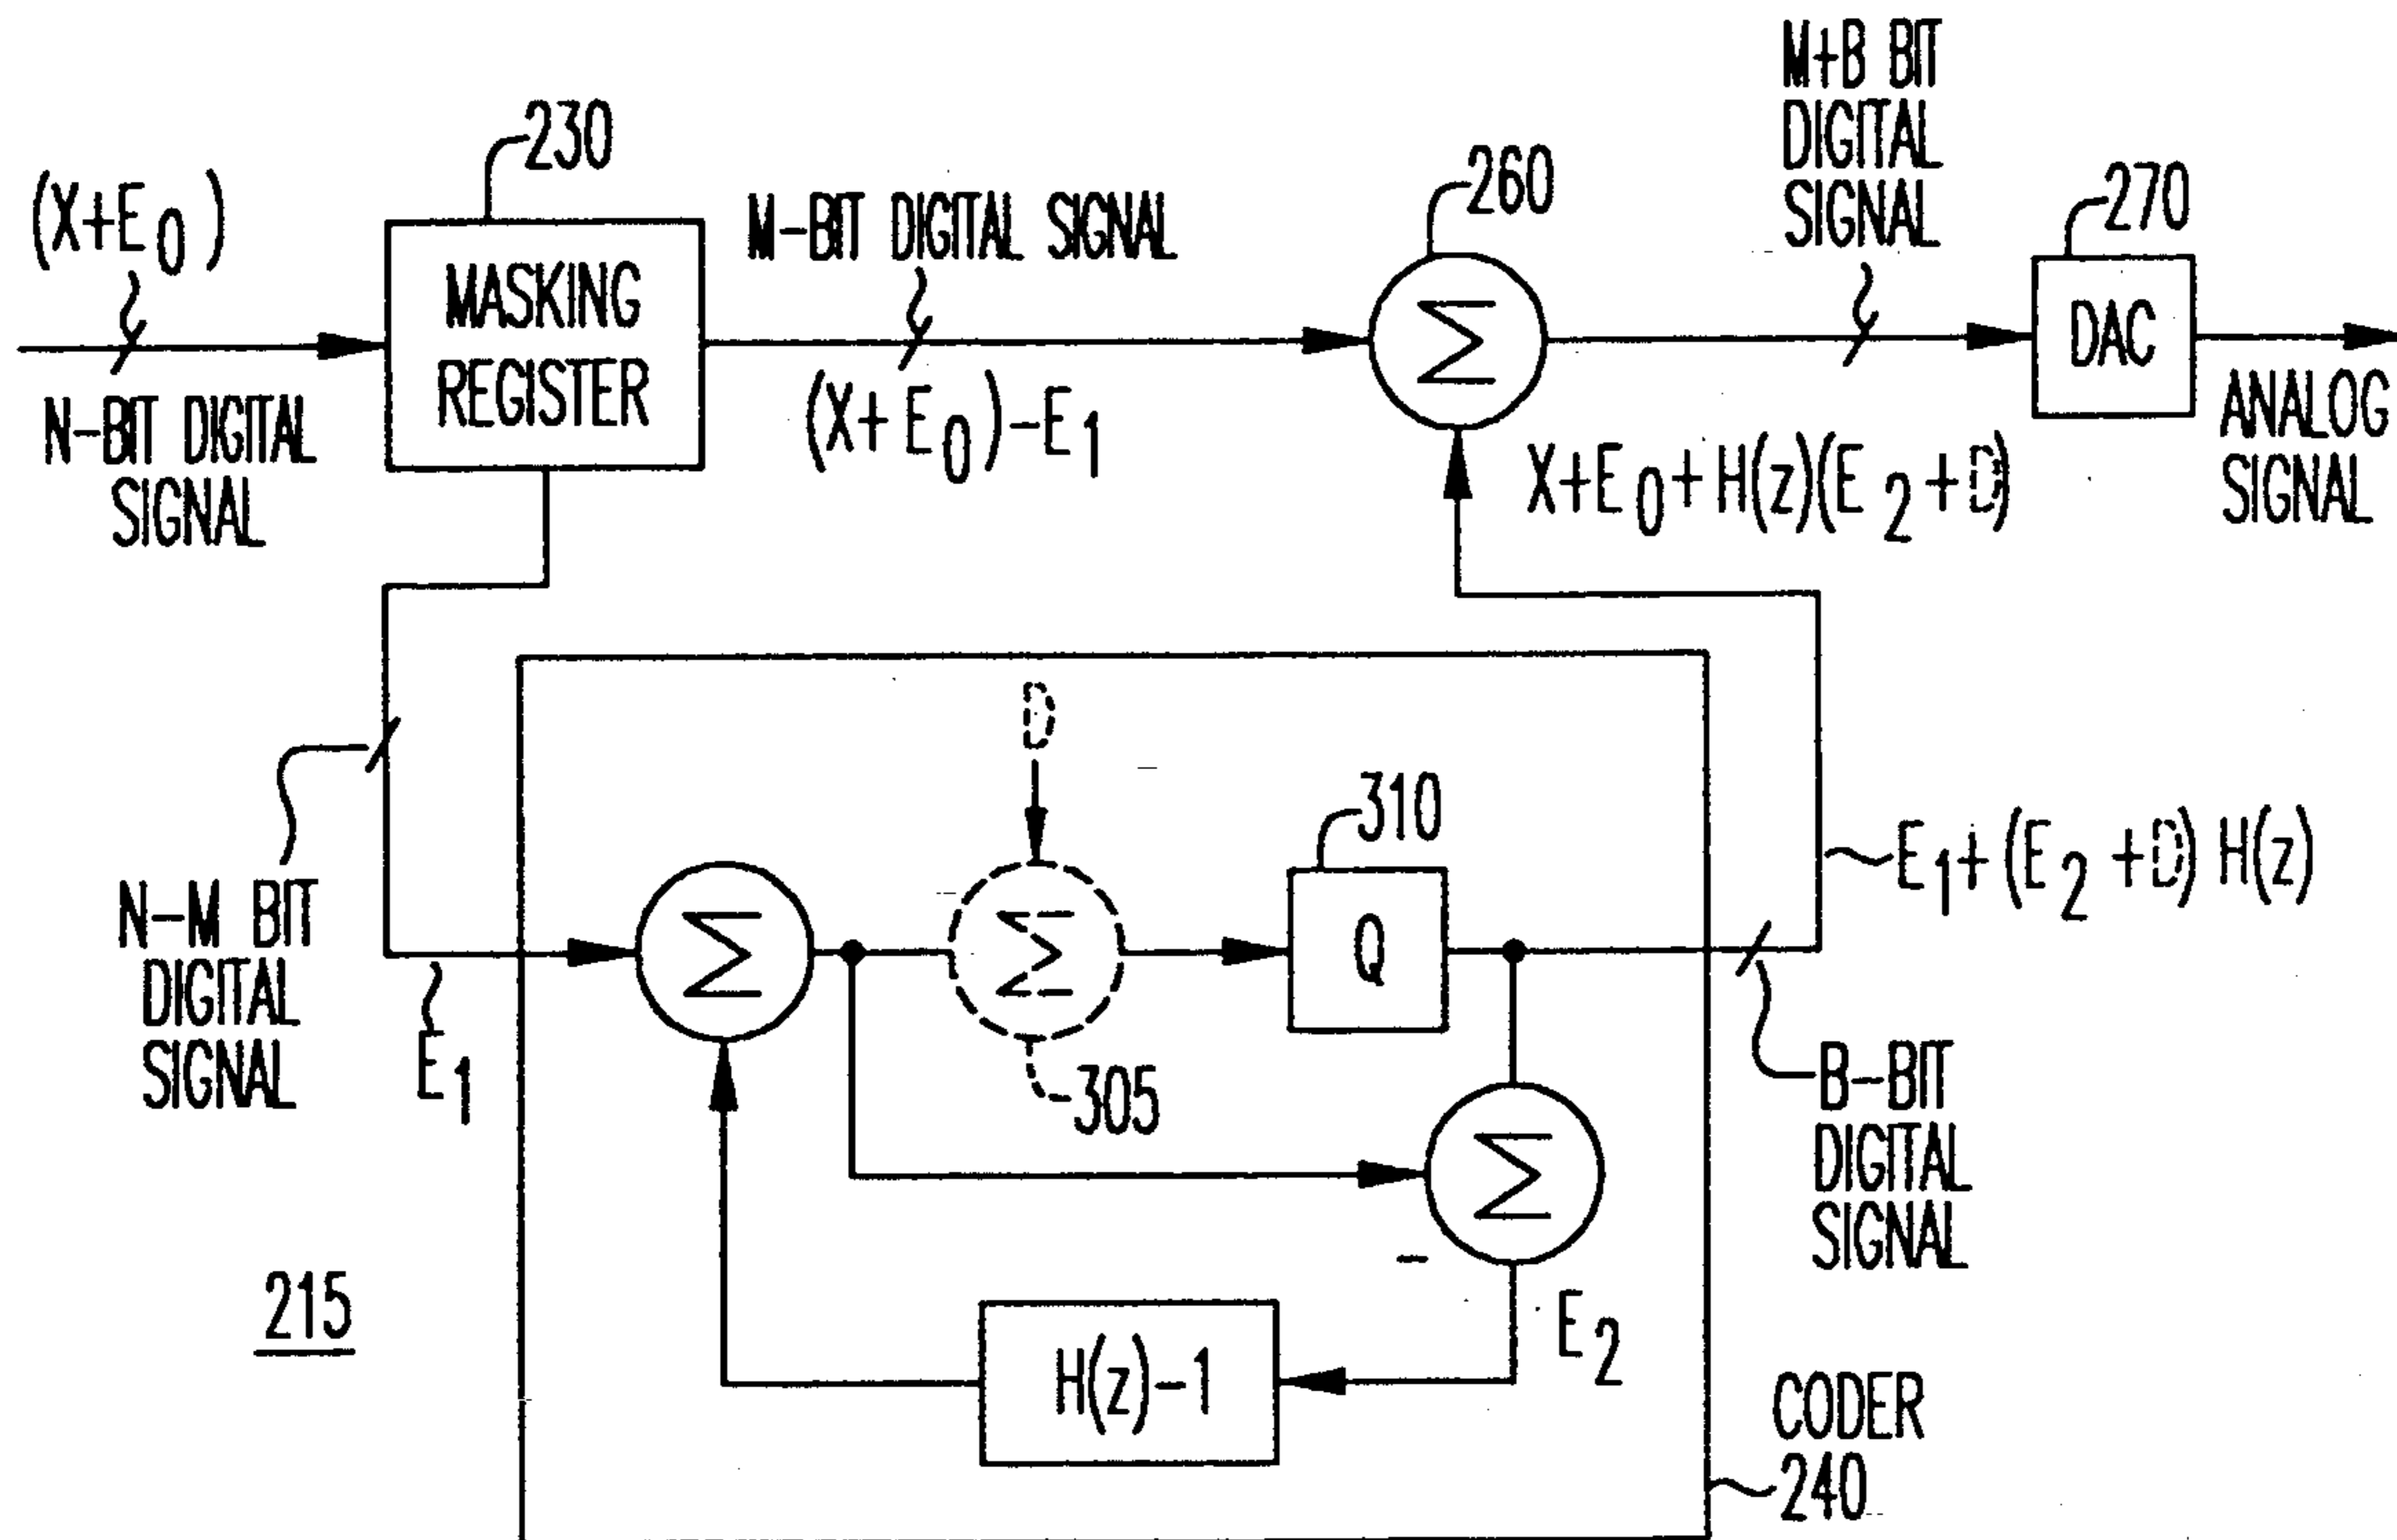 230
(X+E0)
MASKING
REGISTER
N-BIT DIGITAL
SIGNAL
M-BIT DIGITAL SIGNAL
(X+E0)-E1
260
Σ
M+B BIT
DIGITAL
SIGNAL
270
DAC
ANALOG
SIGNAL
X+E0+H(z)(E2+D)
N-M BIT
DIGITAL
SIGNAL
E1
D
Σ
Σ
305
310
Q
E1+(E2+D)H(z)
B-BIT
DIGITAL
SIGNAL
Σ
-
E2
H(z)-1
215
CODER
240